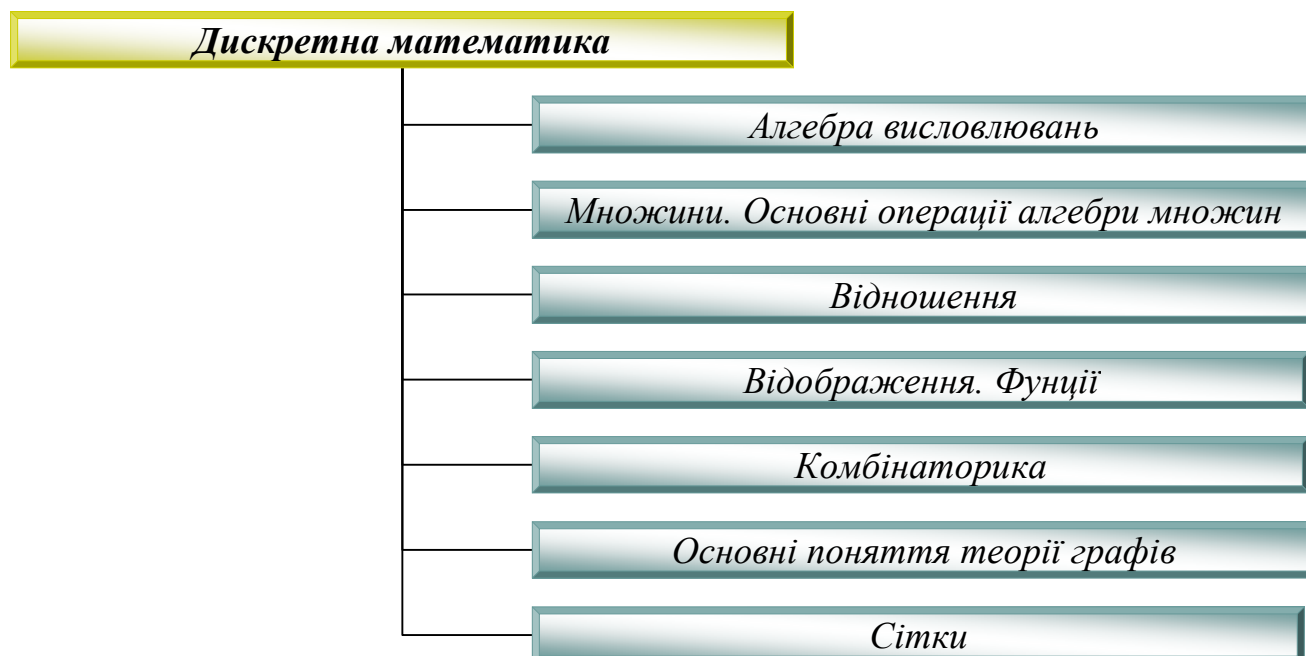 Дискретна математика
Алгебра висловлювань
Множини. Основні операції алгебри множин
Відношення
Відображення. Фунції
Комбінаторика
Основні поняття теорії графів
Сітки